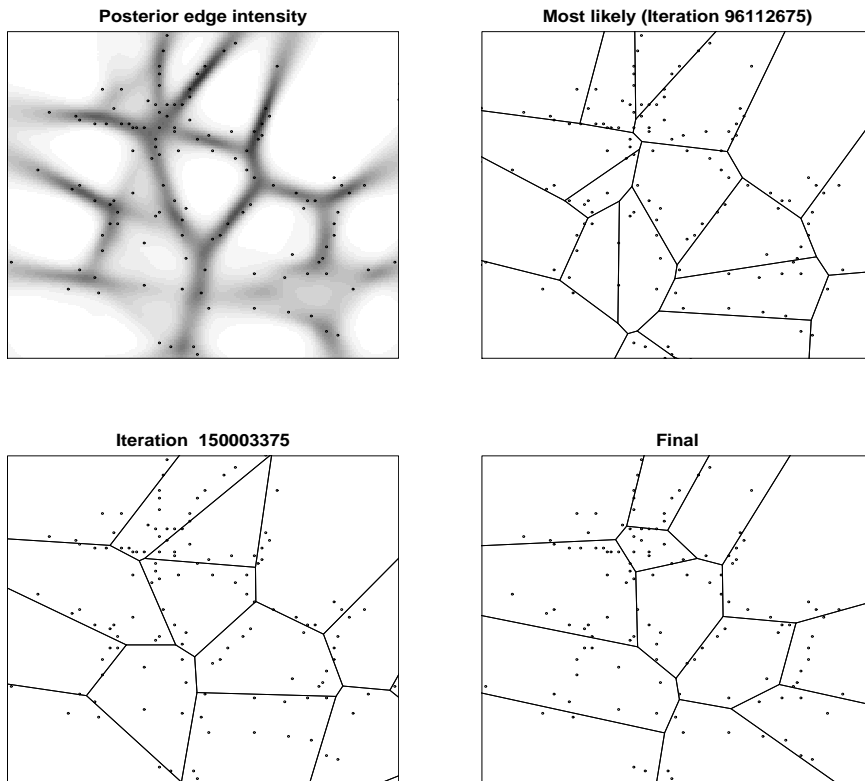 Posterior edge intensity
Most likely (Iteration 96112675)
Iteration 150003375
Final